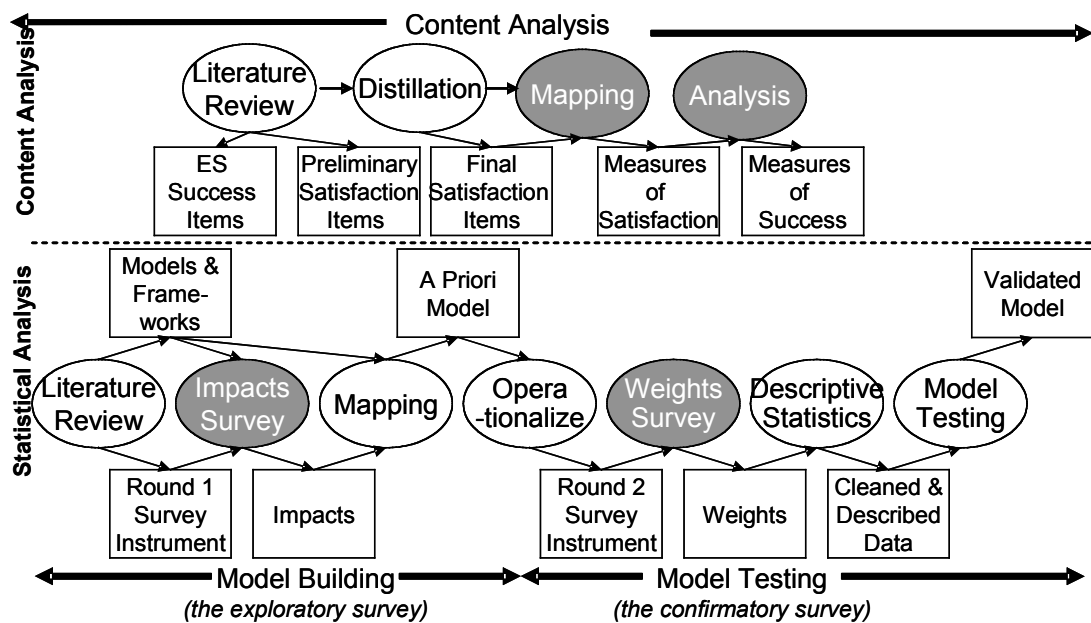 Content Analysis
Content Analysis
Literature
Review
Distillation
Mapping
Analysis
ES
Success
Items
Preliminary
Satisfaction
Items
Final
Satisfaction
Items
Measures
of
Satisfaction
Measures
of
Success
Statistical Analysis
Models &
Frame-
works
A Priori
Model
Validated
Model
Literature
Review
Impacts
Survey
Mapping
Opera
-tionalize
Weights
Survey
Descriptive
Statistics
Model
Testing
Round 1
Survey
Instrument
Impacts
Round 2
Survey
Instrument
Weights
Cleaned &
Described
Data
Model Building
(the exploratory survey)
Model Testing
(the confirmatory survey)